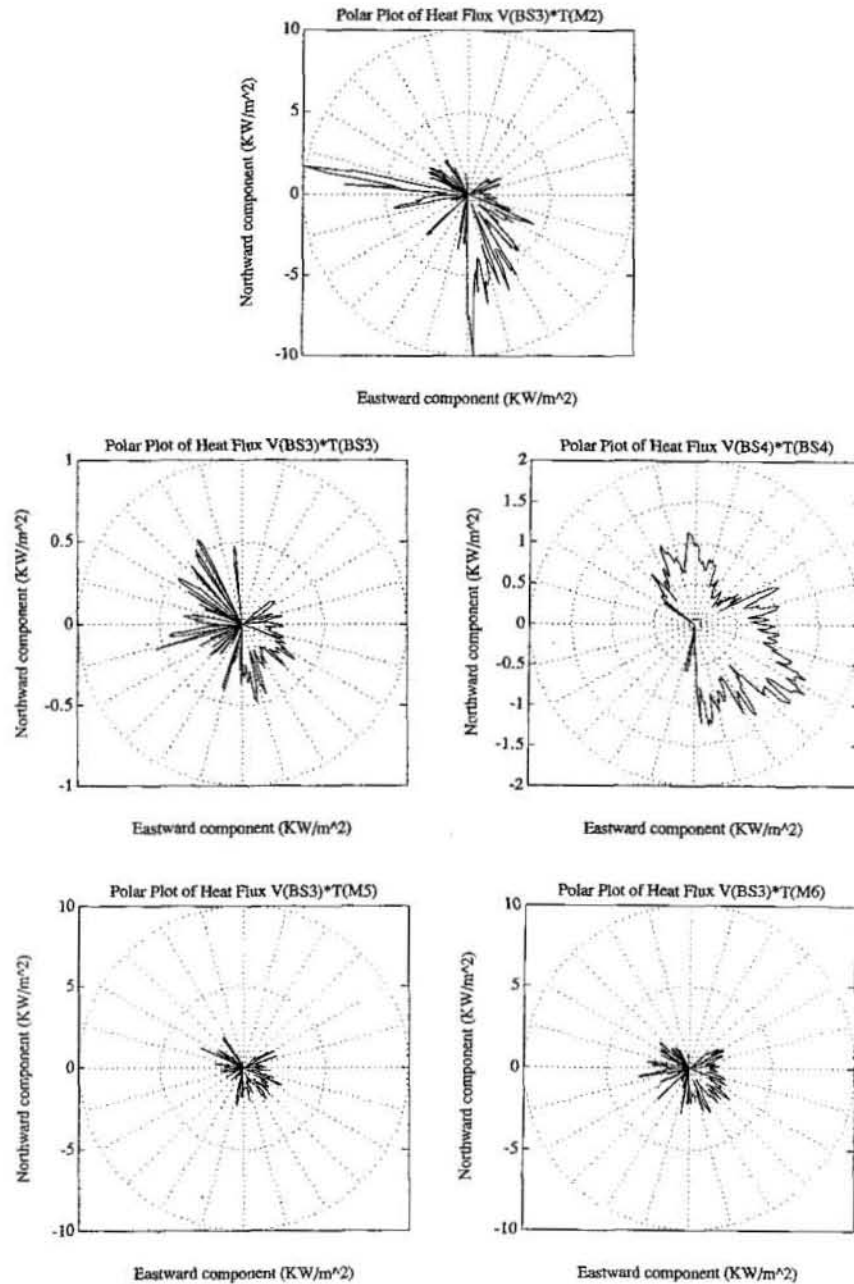 Polar Plot of Heat Flux V(BS3)*T(M2)
10
5
0
-5
-10
Northward component (KW/m^2)
Eastward component (KW/m^2)
Polar Plot of Heat Flux V(BS3)*T(BS3)
1
0.5
0
-0.5
-1
Northward component (KW/m^2)
Eastward component (KW/m^2)
Polar Plot of Heat Flux V(BS4)*T(BS4)
2
1.5
1
0.5
0
-0.5
-1
-1.5
-2
Northward component (KW/m^2)
Eastward component (KW/m^2)
Polar Plot of Heat Flux V(BS3)*T(M5)
10
5
0
-5
-10
Northward component (KW/m^2)
Eastward component (KW/m^2)
Polar Plot of Heat Flux V(BS3)*T(M6)
10
5
0
-5
-10
Northward component (KW/m^2)
Eastward component (KW/m^2)